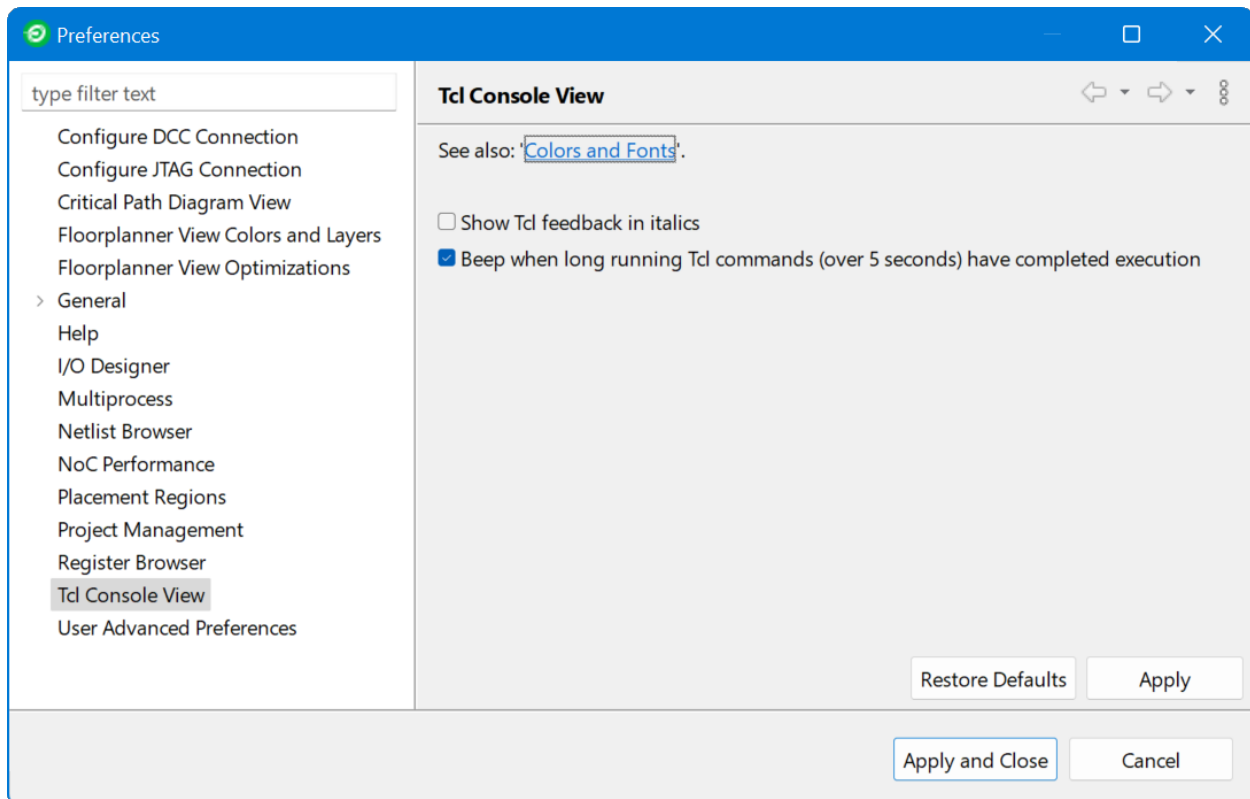 Preferences
type filter text
Configure DCC Connection
Configure JTAG Connection
Critical Path Diagram View
Floorplanner View Colors and Layers
Floorplanner View Optimizations
General
Help
I/O Designer
Multiprocess
Netlist Browser
NoC Performance
Placement Regions
Project Management
Register Browser
Tcl Console View
User Advanced Preferences
Tcl Console View
See also: 'Colors and Fonts'.
Show Tcl feedback in italics
Beep when long running Tcl commands (over 5 seconds) have completed execution
Restore Defaults
Apply
Apply and Close
Cancel